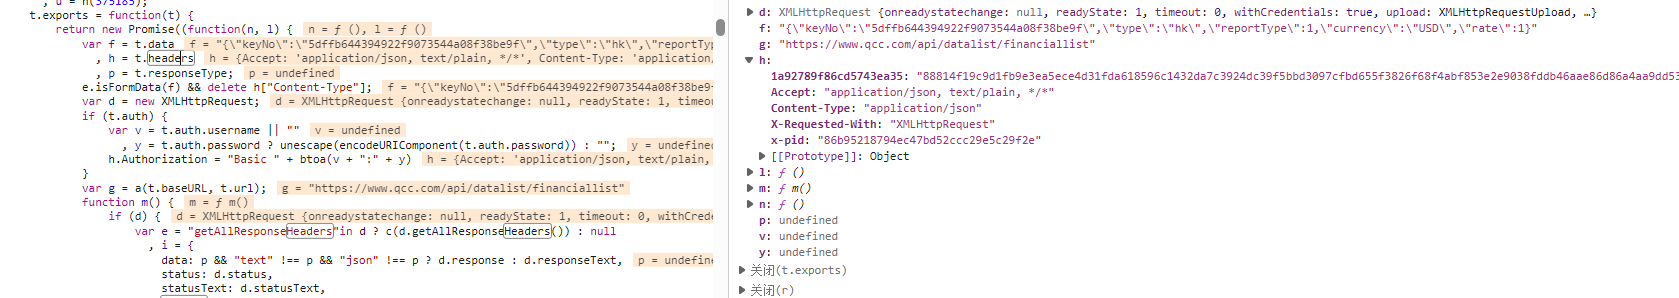 , u = n(375185);
t.exports = function(t) {
return new Promise((function(n, l) {  n = ƒ (), l = ƒ ()
var f = t.data  f = "{\"keyNo\":\"5dffb644394922f9073544a08f38be9f\",\"type\":\"hk\",\"reportTy
, h = t.headers  h = {Accept: 'application/json, text/plain, */*', Content-Type: 'application/
, p = t.responseType;  p = undefined
e.isFormData(f) && delete h["Content-Type"];  f = "{\"keyNo\":\"5dffb644394922f9073544a08f38be9f\
var d = new XMLHttpRequest;  d = XMLHttpRequest {onreadystatechange: null, readyState: 1, timeou
if (t.auth) {
var v = t.auth.username || ""  v = undefined
, y = t.auth.password ? unescape(encodeURIComponent(t.auth.password)) : "";  y = undefined
h.Authorization = "Basic " + btoa(v + ":" + y)  h = {Accept: 'application/json, text/plain,
}
var g = a(t.baseURL, t.url);  g = "https://www.qcc.com/api/datalist/financiallist"
function m() {  m = ƒ m()
if (d) {  d = XMLHttpRequest {onreadystatechange: null, readyState: 1, timeout: 0, withCrede
var e = "getAllResponseHeaders"in d ? c(d.getAllResponseHeaders()) : null
, i = {
data: p && "text" !== p && "json" !== p ? d.response : d.responseText,  p = undefine
status: d.status,
statusText: d.statusText,
d: XMLHttpRequest {onreadystatechange: null, readyState: 1, timeout: 0, withCredentials: true, upload: XMLHttpRequestUpload, …}
f: "{\"keyNo\":\"5dffb644394922f9073544a08f38be9f\",\"type\":\"hk\",\"reportType\":1,\"currency\":\"USD\",\"rate\":1}"
g: "https://www.qcc.com/api/datalist/financiallist"
h:
1a92789f86cd5743ea35: "88814f19c9d1fb9e3ea5ece4d31fda618596c1432da7c3924dc39f5bbd3097cfbd655f3826f68f4abf853e2e9038fddb46aae86d86a4aa9dd53
Accept: "application/json, text/plain, */*"
Content-Type: "application/json"
X-Requested-With: "XMLHttpRequest"
x-pid: "86b95218794ec47bd52ccc29e5c29f2e"
[[Prototype]]: Object
l: ƒ ()
m: ƒ m()
n: ƒ ()
p: undefined
v: undefined
y: undefined
关闭(t.exports)
关闭(r)